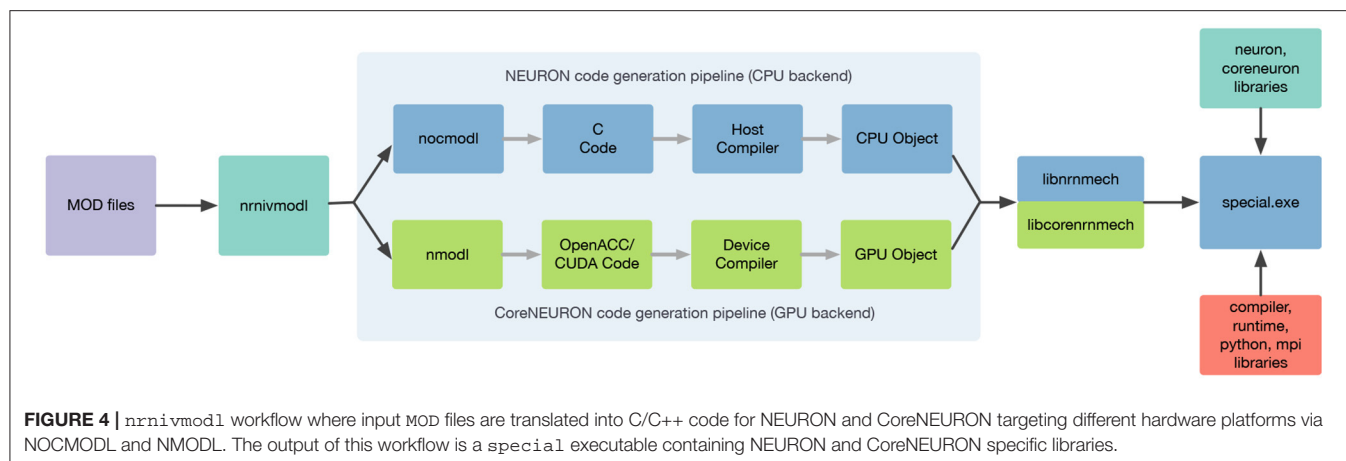 neuron,
coreneuron
libraries
NEURON code generation pipeline (CPU backend)
nocmodl
C
Code
Host
Compiler
CPU Object
MOD files
nrnivmodl
libnrnmech
libcorenrnmech
special.exe
nmodl
OpenACC/
CUDA Code
Device
Compiler
GPU Object
CoreNEURON code generation pipeline (GPU backend)
compiler,
runtime,
python, mpi
libraries
FIGURE 4 | nrnivmodl workflow where input MOD files are translated into C/C++ code for NEURON and CoreNEURON targeting different hardware platforms via
NOCMODL and NMODL. The output of this workflow is a special executable containing NEURON and CoreNEURON specific libraries.